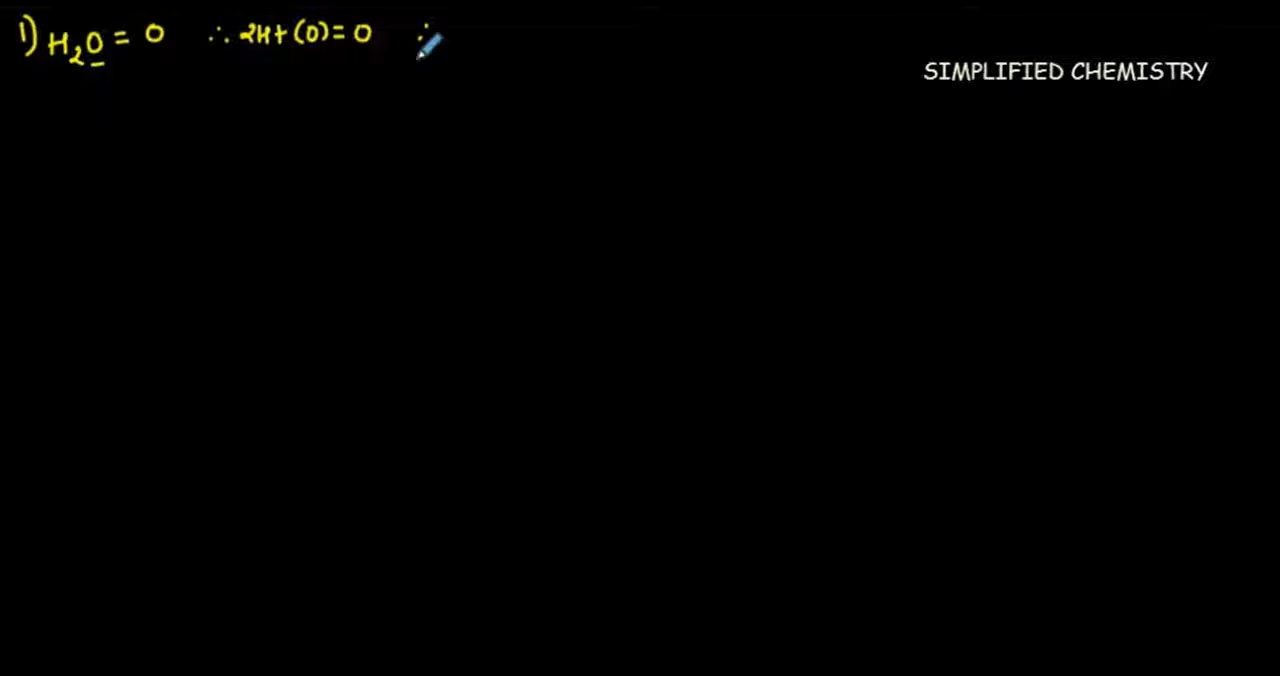 1) H₂O = 0 ∴ 2H + (O) = 0 ∴
SIMPLIFIED CHEMISTRY